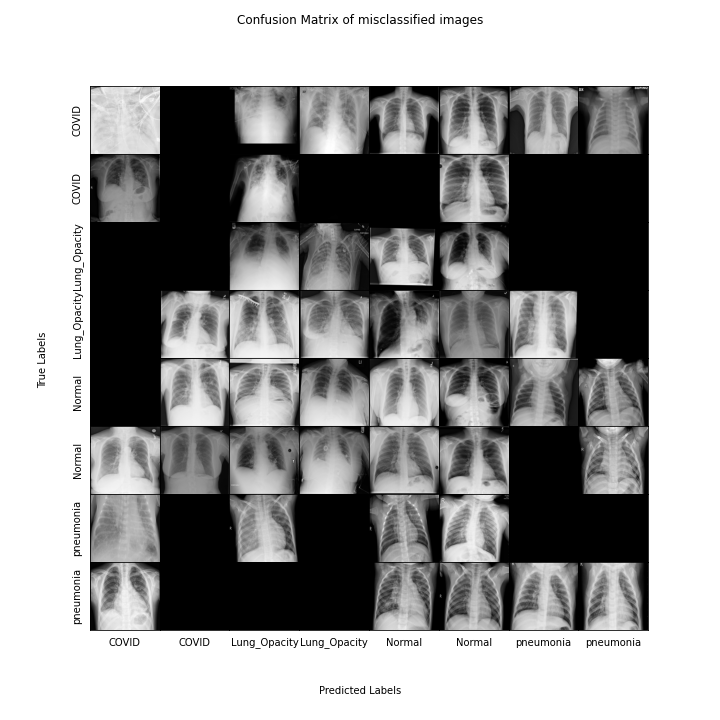 Confusion Matrix of misclassified images
True Labels
COVID
COVID
Lung_Opacity
Lung_Opacity
Normal
Normal
pneumonia
pneumonia
COVID COVID Lung_Opacity Lung_Opacity Normal Normal pneumonia pneumonia
Predicted Labels